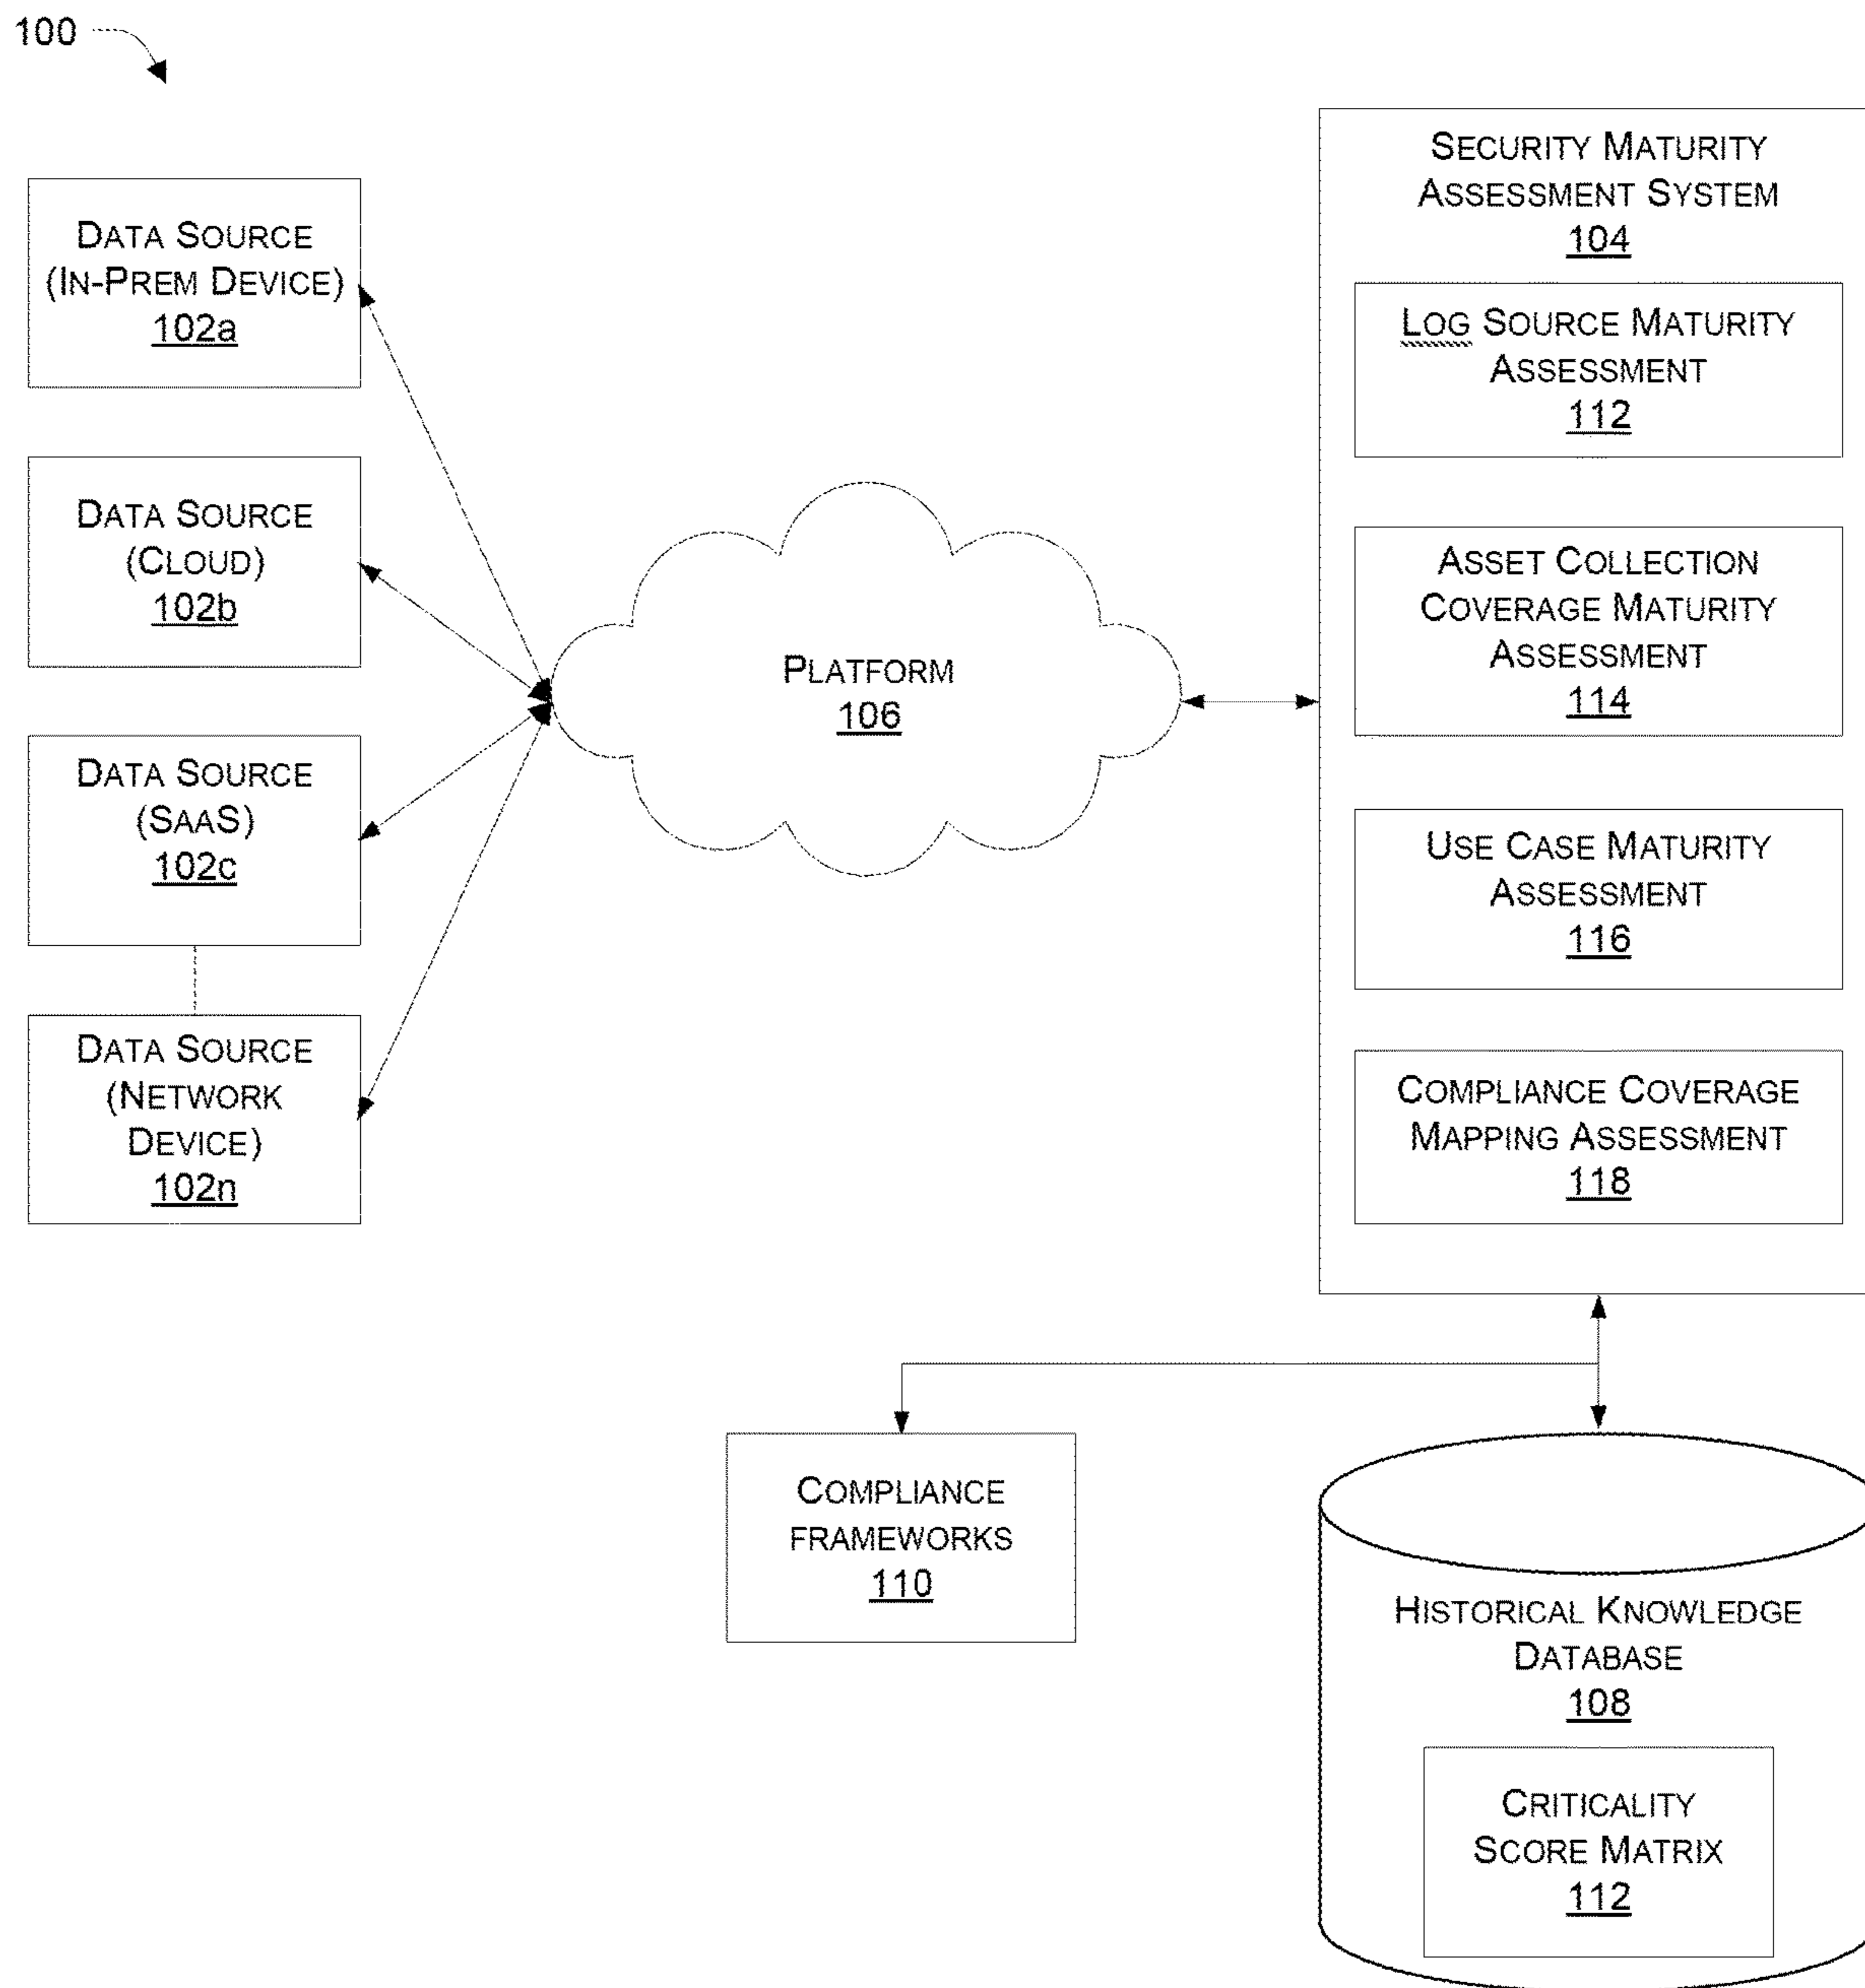 100
DATA SOURCE
(IN-PREM DEVICE)
102a
DATA SOURCE
(CLOUD)
102b
DATA SOURCE
(SAAS)
102c
DATA SOURCE
(NETWORK
DEVICE)
102n
PLATFORM
106
SECURITY MATURITY
ASSESSMENT SYSTEM
104
LOG SOURCE MATURITY
ASSESSMENT
112
ASSET COLLECTION
COVERAGE MATURITY
ASSESSMENT
114
USE CASE MATURITY
ASSESSMENT
116
COMPLIANCE COVERAGE
MAPPING ASSESSMENT
118
COMPLIANCE
FRAMEWORKS
110
HISTORICAL KNOWLEDGE
DATABASE
108
CRITICALITY
SCORE MATRIX
112